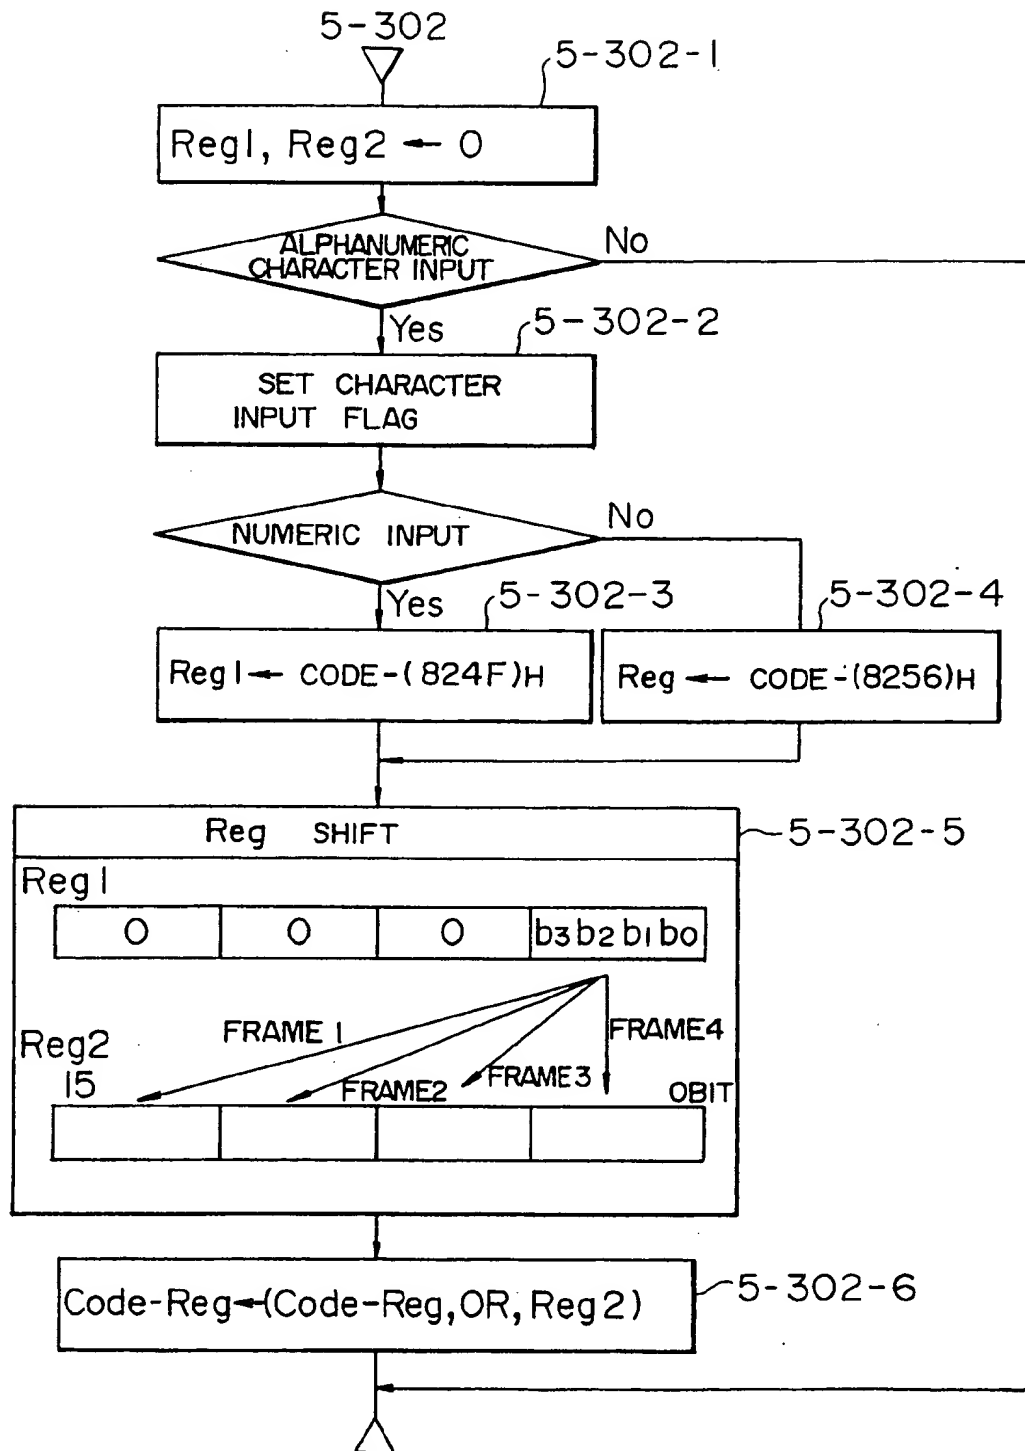 5-302
5-302-1
Reg1, Reg2 ← 0
ALPHANUMERIC
CHARACTER INPUT
No
Yes
5-302-2
SET CHARACTER
INPUT FLAG
NUMERIC INPUT
No
Yes
5-302-3
5-302-4
Reg1 ← CODE-(824F)H
Reg ← CODE-(8256)H
Reg SHIFT
5-302-5
Reg1
0 0 0 b3 b2 b1 b0
FRAME 1
FRAME4
Reg2
FRAME3
FRAME2
15
0BIT
Code-Reg←(Code-Reg,OR,Reg2)
5-302-6